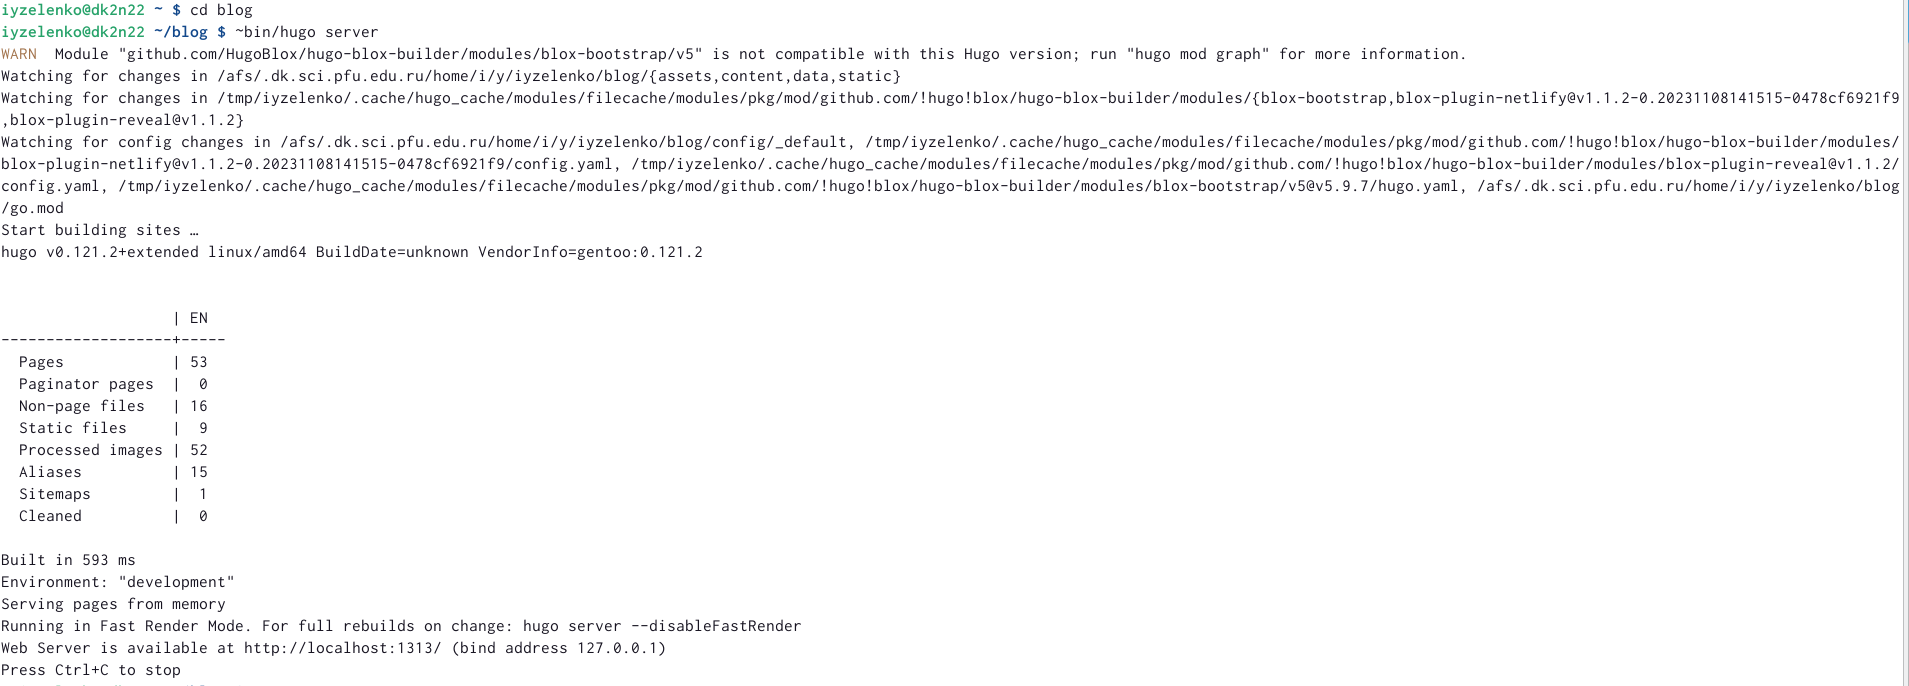 iyzelenko@dk2n22 ~ $ cd blog
iyzelenko@dk2n22 ~/blog $ ~bin/hugo server
WARN  Module "github.com/HugoBlox/hugo-blox-builder/modules/blox-bootstrap/v5" is not compatible with this Hugo version; run "hugo mod graph" for more information.
Watching for changes in /afs/.dk.sci.pfu.edu.ru/home/i/y/iyzelenko/blog/{assets,content,data,static}
Watching for changes in /tmp/iyzelenko/.cache/hugo_cache/modules/filecache/modules/pkg/mod/github.com/!hugo!blox/hugo-blox-builder/modules/{blox-bootstrap,blox-plugin-netlify@v1.1.2-0.20231108141515-0478cf6921f9
,blox-plugin-reveal@v1.1.2}
Watching for config changes in /afs/.dk.sci.pfu.edu.ru/home/i/y/iyzelenko/blog/config/_default, /tmp/iyzelenko/.cache/hugo_cache/modules/filecache/modules/pkg/mod/github.com/!hugo!blox/hugo-blox-builder/modules/
blox-plugin-netlify@v1.1.2-0.20231108141515-0478cf6921f9/config.yaml, /tmp/iyzelenko/.cache/hugo_cache/modules/filecache/modules/pkg/mod/github.com/!hugo!blox/hugo-blox-builder/modules/blox-plugin-reveal@v1.1.2/
config.yaml, /tmp/iyzelenko/.cache/hugo_cache/modules/filecache/modules/pkg/mod/github.com/!hugo!blox/hugo-blox-builder/modules/blox-bootstrap/v5@v5.9.7/hugo.yaml, /afs/.dk.sci.pfu.edu.ru/home/i/y/iyzelenko/blog
/go.mod
Start building sites …
hugo v0.121.2+extended linux/amd64 BuildDate=unknown VendorInfo=gentoo:0.121.2

                   | EN
-------------------+-----
  Pages            | 53
  Paginator pages  |  0
  Non-page files   | 16
  Static files     |  9
  Processed images | 52
  Aliases          | 15
  Sitemaps         |  1
  Cleaned          |  0

Built in 593 ms
Environment: "development"
Serving pages from memory
Running in Fast Render Mode. For full rebuilds on change: hugo server --disableFastRender
Web Server is available at http://localhost:1313/ (bind address 127.0.0.1)
Press Ctrl+C to stop